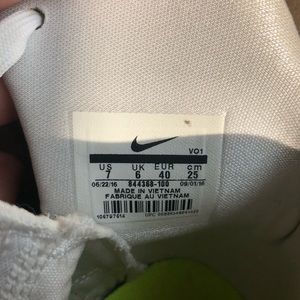 VO1
US UK EUR cm
7 6 40 25
06/22/16 844368-100 09/01/16
MADE IN VIETNAM
FABRIQUE AU VIETNAM
UPC